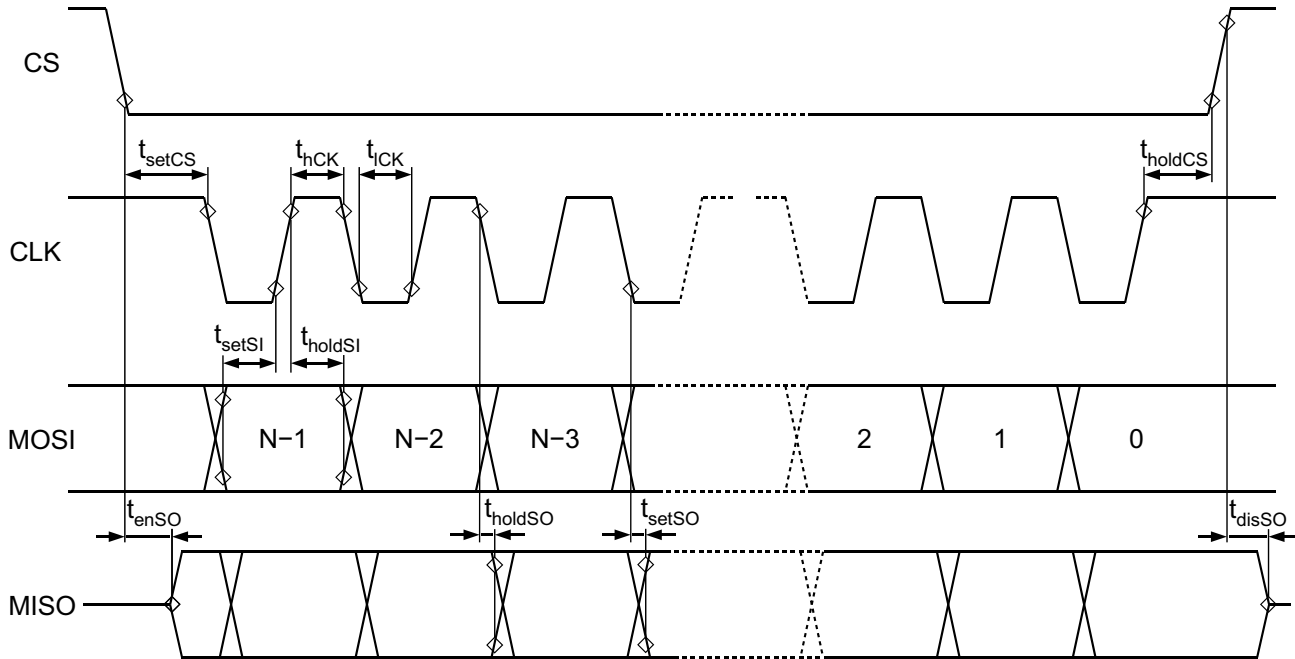 CS
t_setCS t_hCK t_lCK t_holdCS
CLK
t_setSI t_holdSI
MOSI N−1 N−2 N−3 2 1 0
t_enSO t_holdSO t_setSO t_disSO
MISO